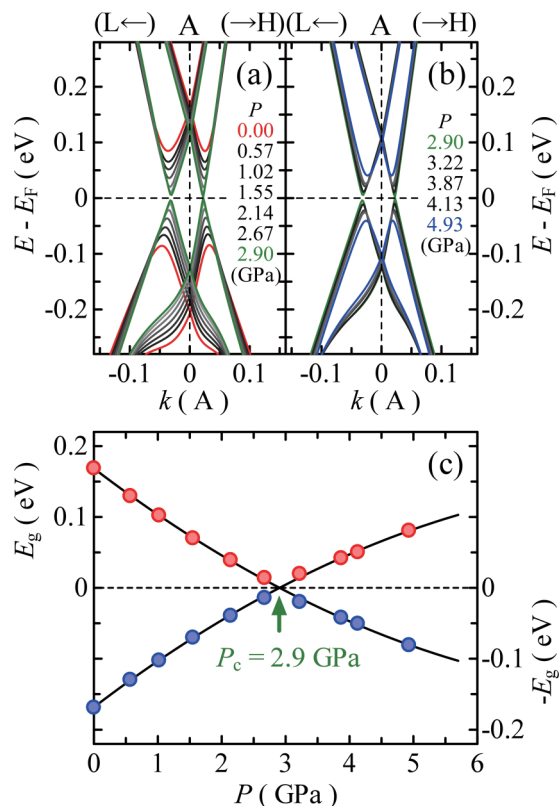 (L←) A (→H) (L←) A (→H)
(a)
P
0.00
0.57
1.02
1.55
2.14
2.67
2.90
(GPa)
(b)
P
2.90
3.22
3.87
4.13
4.93
(GPa)
E - EF ( eV )
0.2
0.1
0
-0.1
-0.2
E - EF ( eV )
0.2
0.1
0
-0.1
-0.2
-0.1 0 0.1 -0.1 0 0.1
k ( A ) k ( A )
(c)
Eg ( eV )
0.2
0.1
0
-Eg ( eV )
0
-0.1
-0.2
Pc = 2.9 GPa
0 1 2 3 4 5 6
P ( GPa )